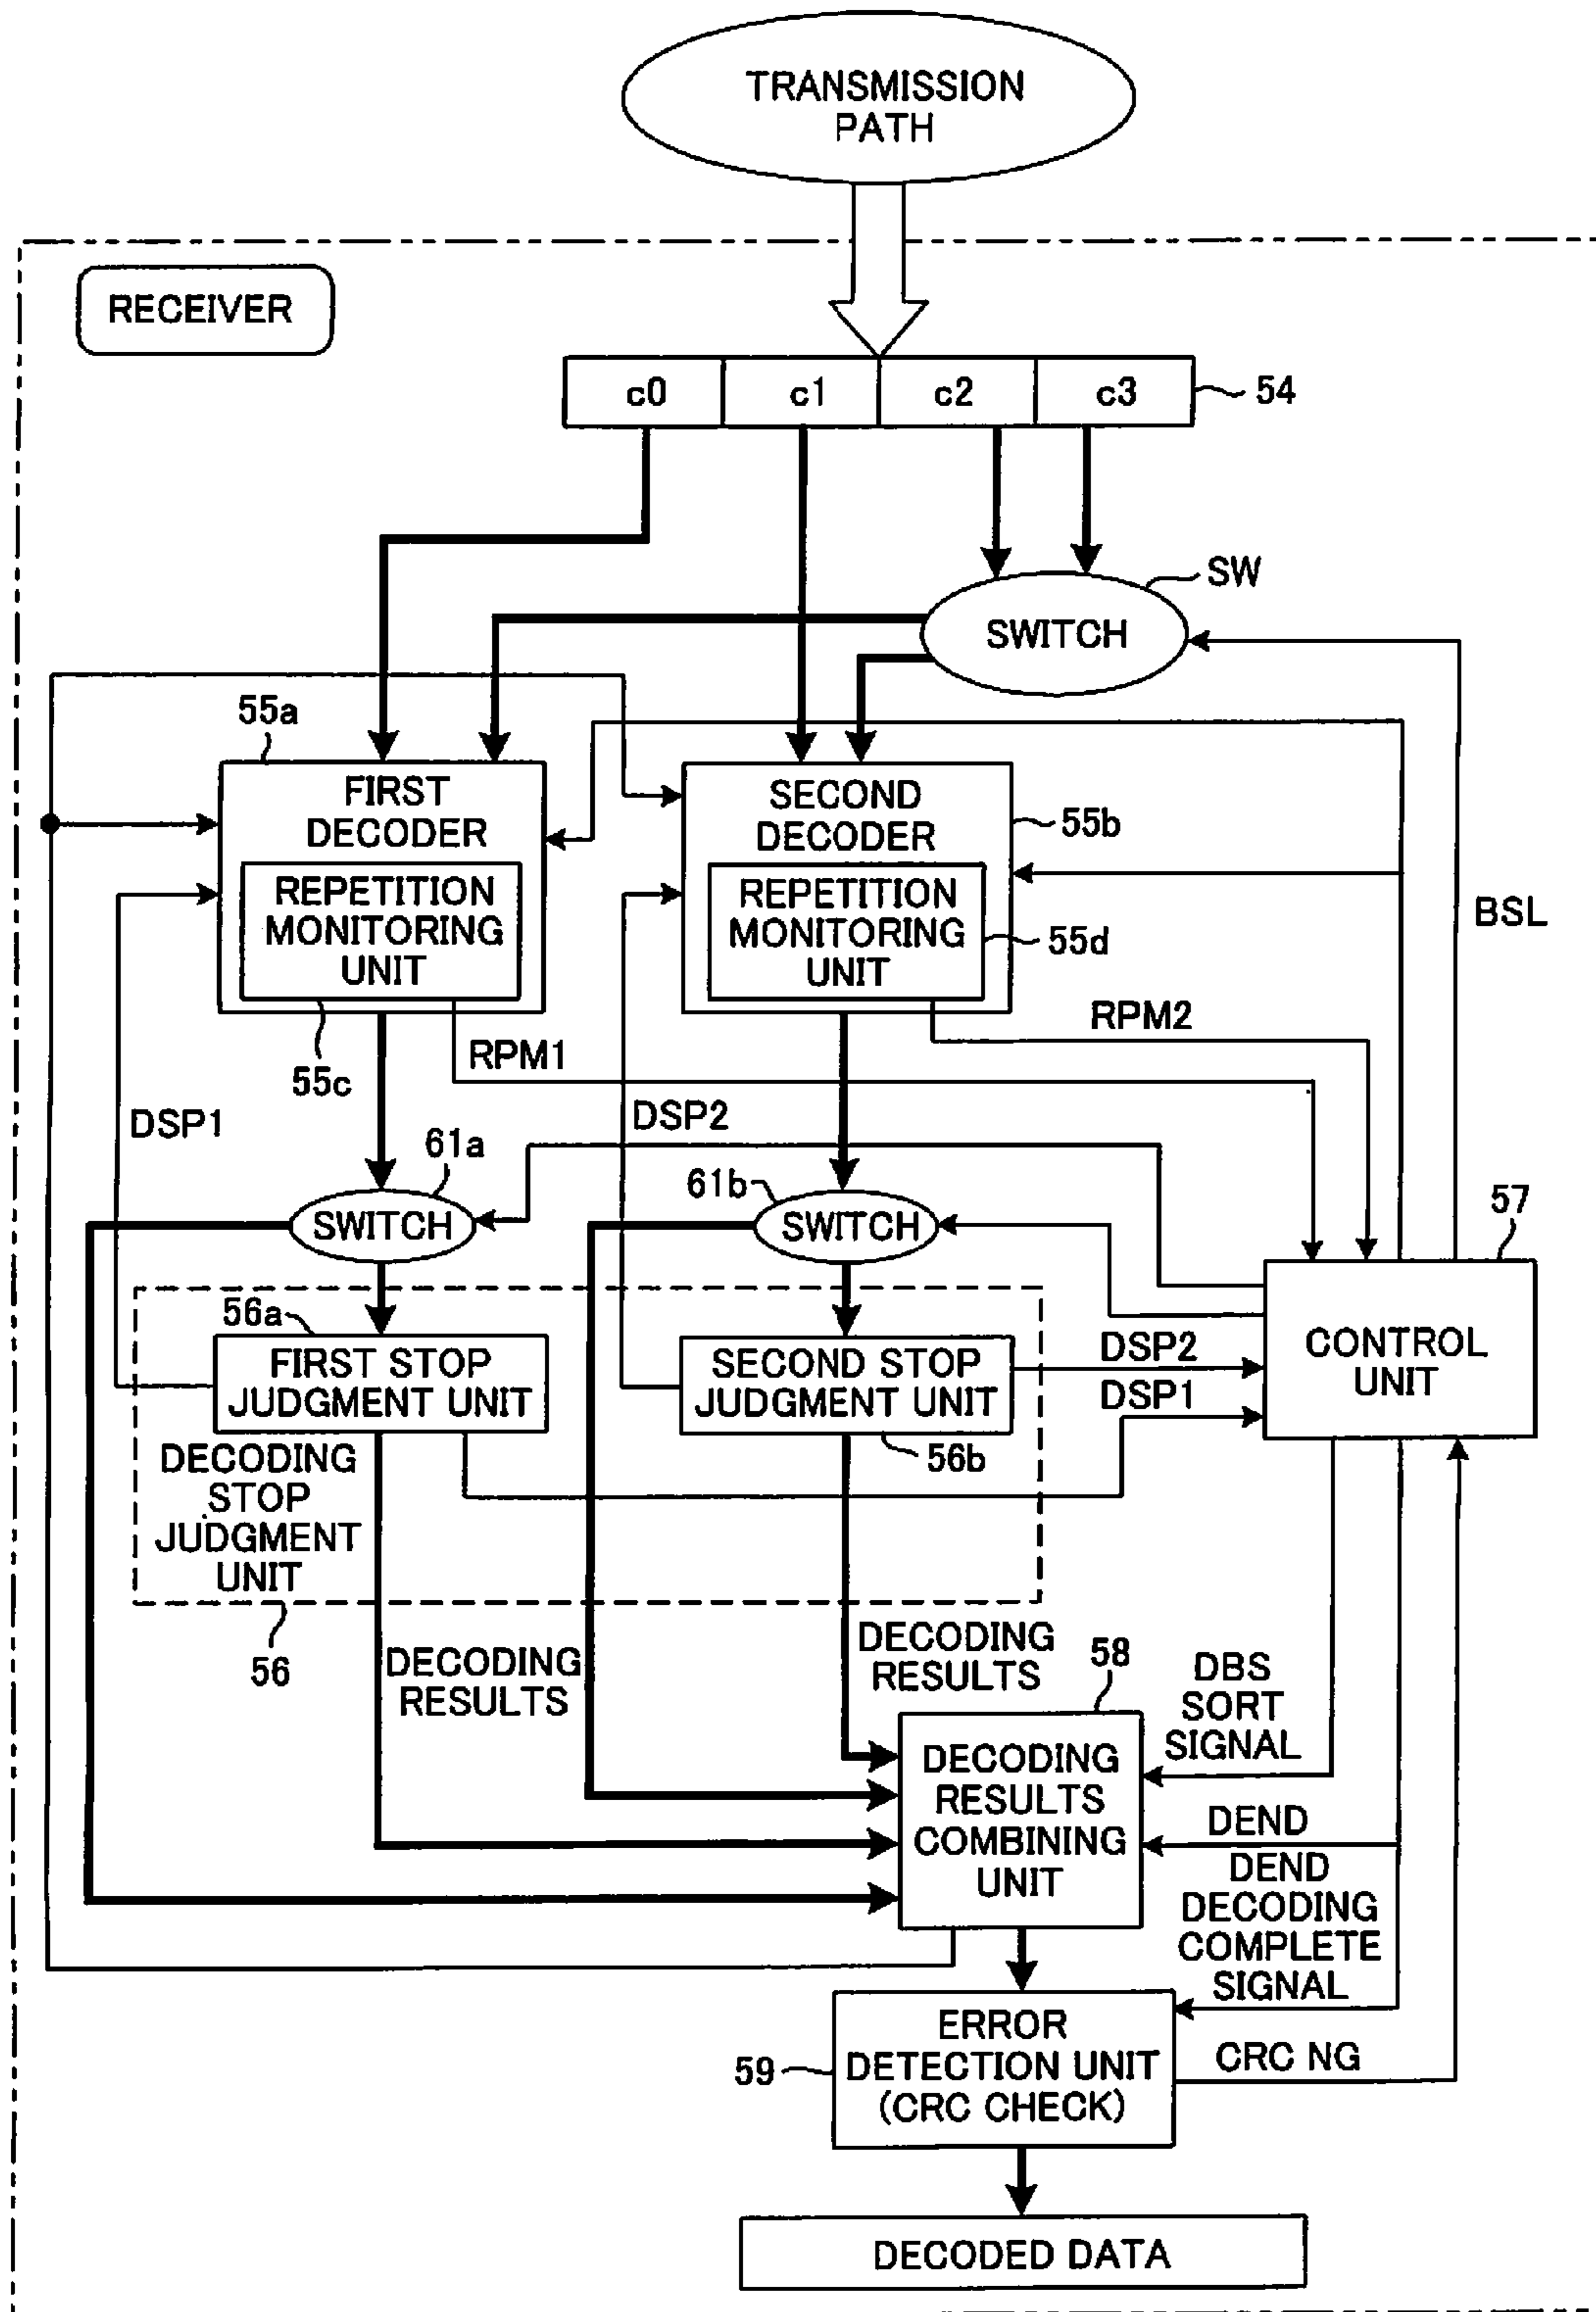 TRANSMISSION
PATH
RECEIVER
c0
c1
c2
c3
54
SW
SWITCH
55a
FIRST
DECODER
REPETITION
MONITORING
UNIT
55c
SECOND
DECODER
55b
REPETITION
MONITORING
UNIT
55d
BSL
RPM1
RPM2
DSP1
DSP2
61a
SWITCH
61b
SWITCH
57
CONTROL
UNIT
56a
FIRST STOP
JUDGMENT UNIT
SECOND STOP
JUDGMENT UNIT
56b
DSP2
DSP1
DECODING
STOP
JUDGMENT
UNIT
56
DECODING
RESULTS
DECODING
RESULTS
58
DECODING
RESULTS
COMBINING
UNIT
DBS
SORT
SIGNAL
DEND
DEND
DECODING
COMPLETE
SIGNAL
59
ERROR
DETECTION UNIT
(CRC CHECK)
CRC NG
DECODED DATA